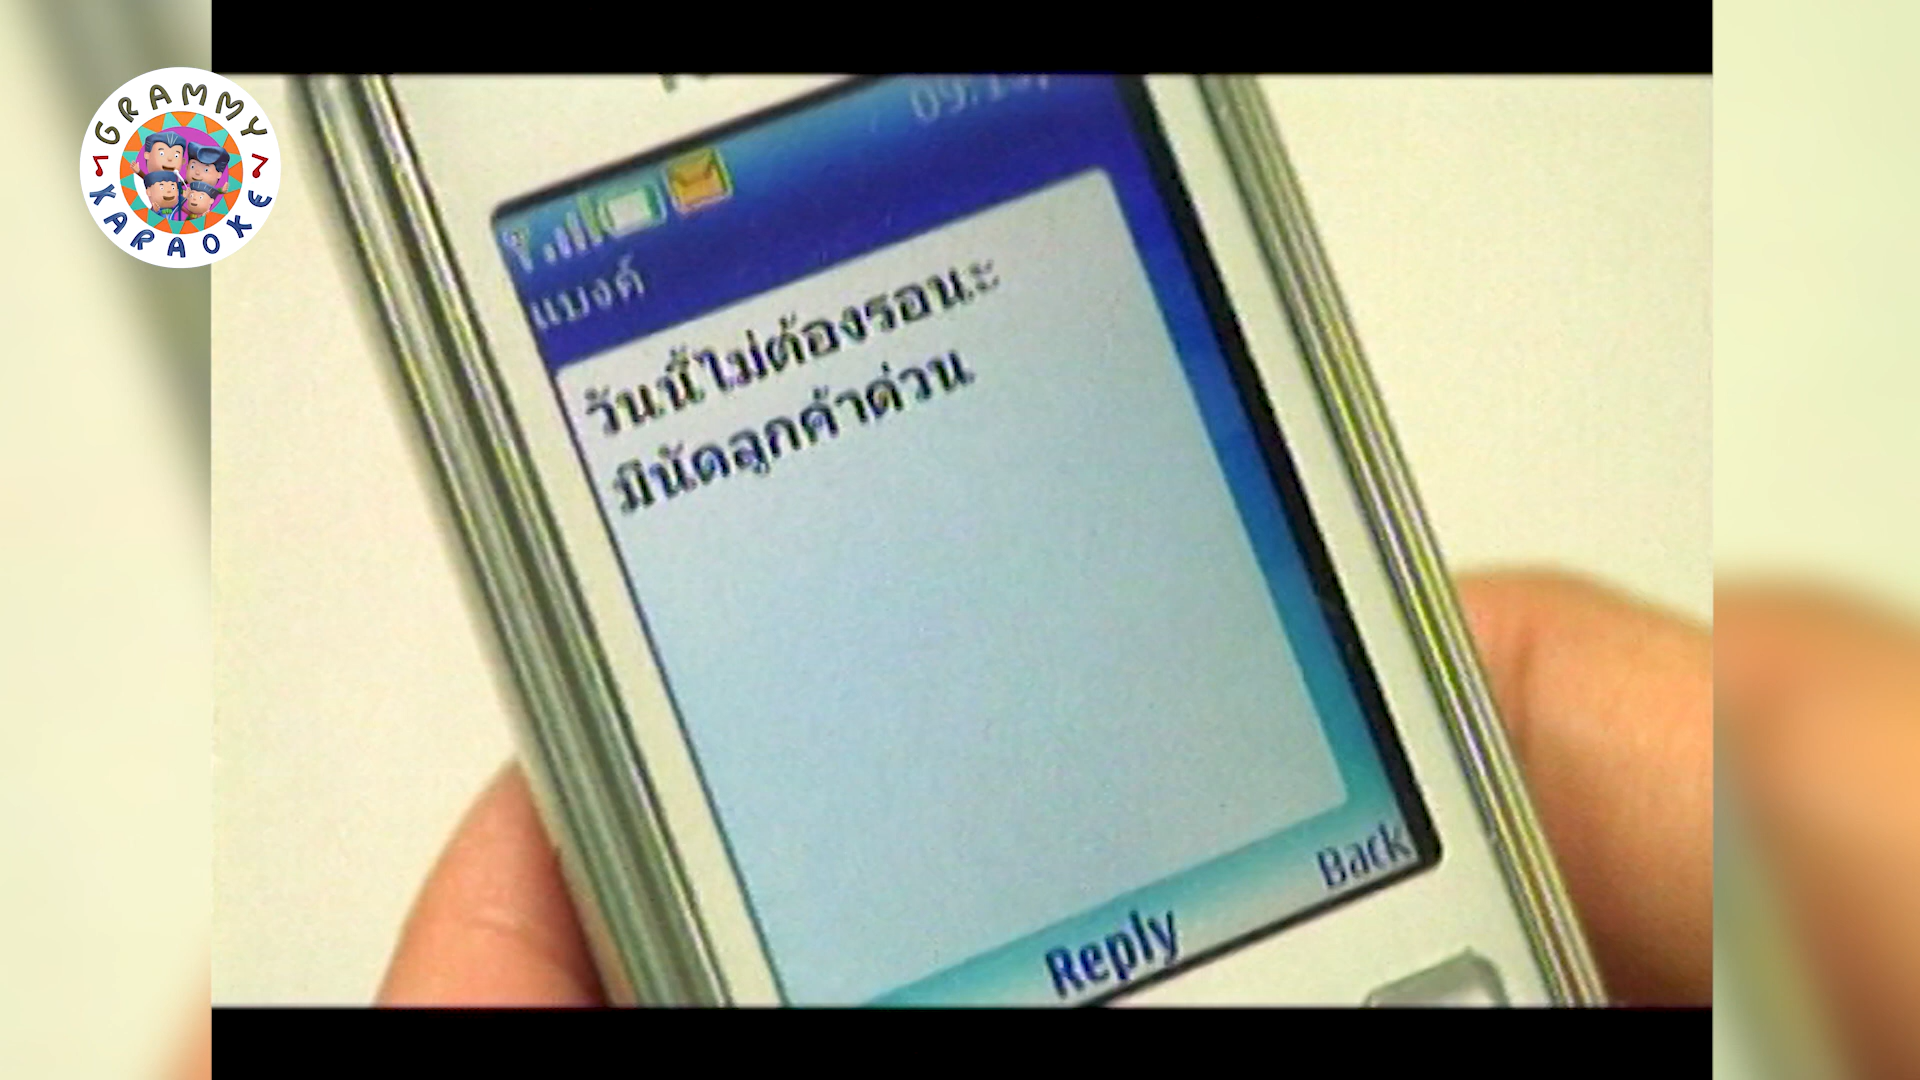 GRAMMY
KARAOKE
แบงค์
วันนี้ไม่ต้องรอนะ
มีนัดลูกค้าด่วน
Reply
Back